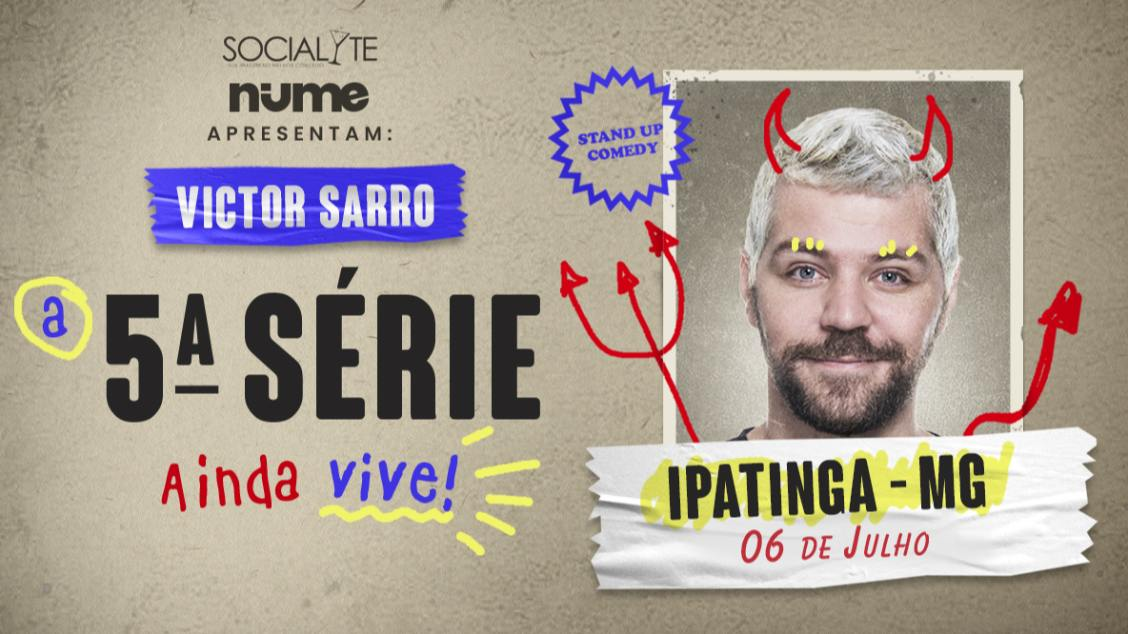 SOCIALYTE
nume
APRESENTAM:
VICTOR SARRO
a
5ª SÉRIE
Ainda vive!
STAND UP
COMEDY
IPATINGA - MG
06 DE JULHO